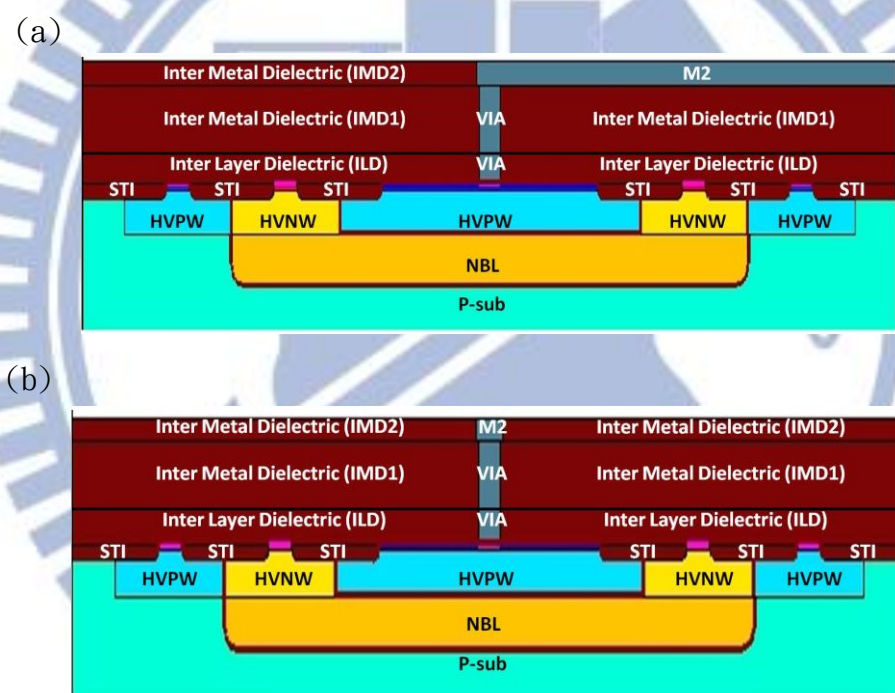 (a)
Inter Metal Dielectric (IMD2) M2
Inter Metal Dielectric (IMD1) VIA Inter Metal Dielectric (IMD1)
Inter Layer Dielectric (ILD) VIA Inter Layer Dielectric (ILD)
STI STI STI STI STI STI
HVPW HVNW HVPW HVNW HVPW
NBL
P-sub
(b)
Inter Metal Dielectric (IMD2) M2 Inter Metal Dielectric (IMD2)
Inter Metal Dielectric (IMD1) VIA Inter Metal Dielectric (IMD1)
Inter Layer Dielectric (ILD) VIA Inter Layer Dielectric (ILD)
STI STI STI STI STI STI
HVPW HVNW HVPW HVNW HVPW
NBL
P-sub